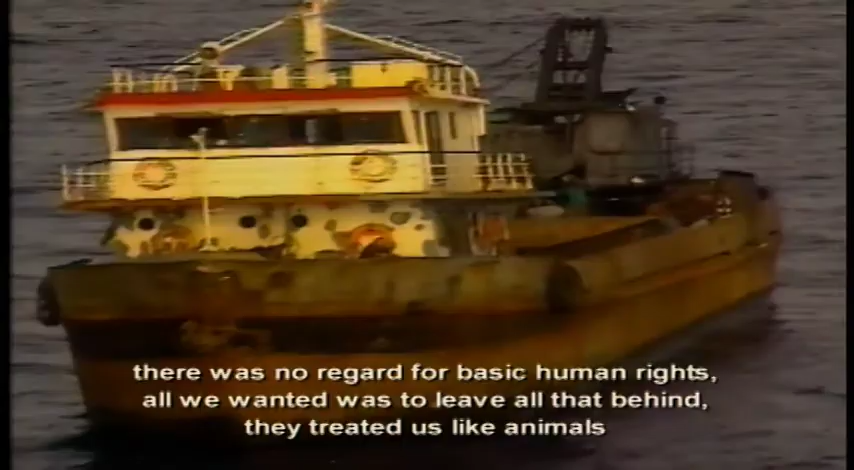 there was no regard for basic human rights,
all we wanted was to leave all that behind,
they treated us like animals